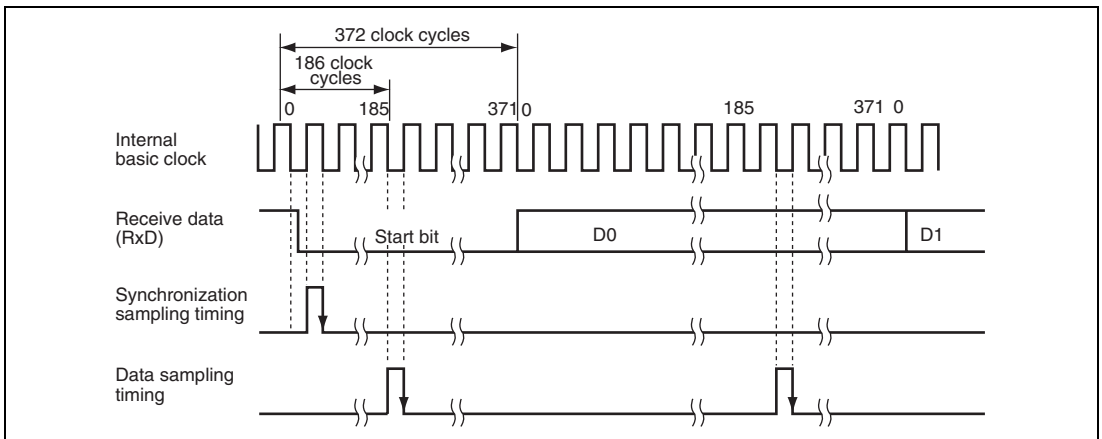 372 clock cycles
186 clock
cycles
0 185 371 0 185 371 0
Internal
basic clock
Receive data
(RxD)
Start bit D0 D1
Synchronization
sampling timing
Data sampling
timing